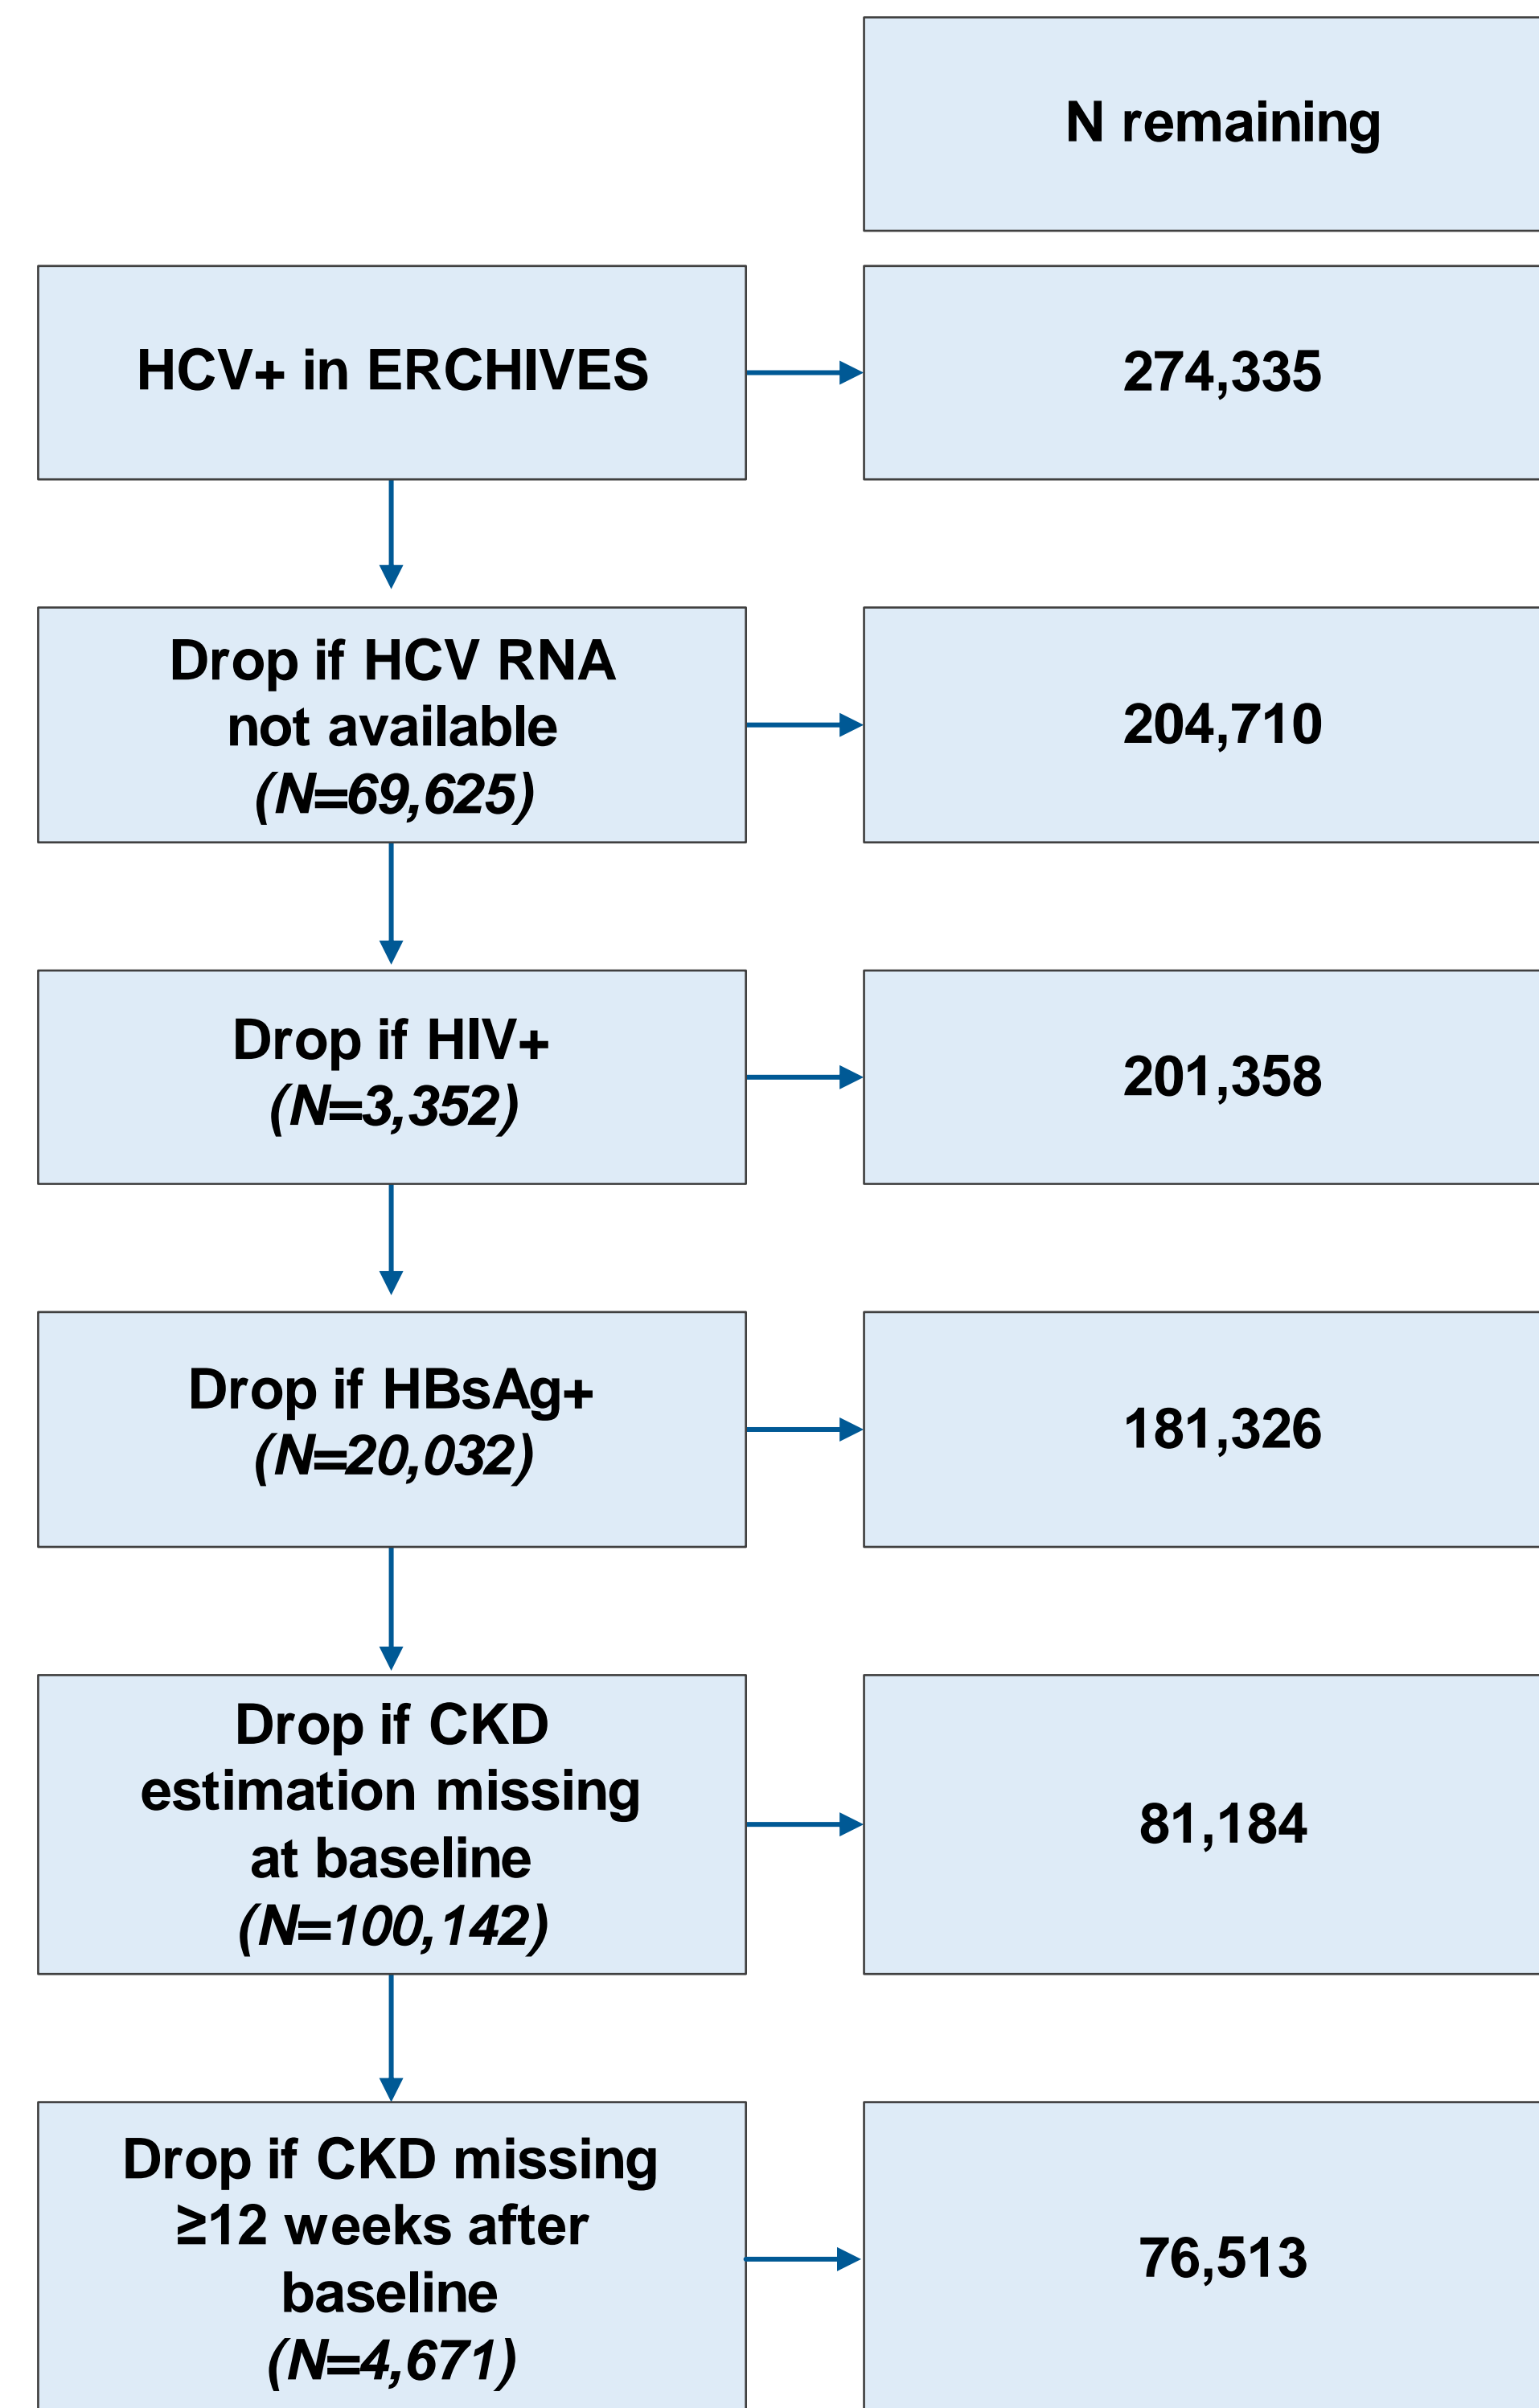 N remaining
HCV+ in ERCHIVES
274,335
Drop if HCV RNA
not available
(N=69,625)
204,710
Drop if HIV+
(N=3,352)
201,358
Drop if HBsAg+
(N=20,032)
181,326
Drop if CKD
estimation missing
at baseline
(N=100,142)
81,184
Drop if CKD missing
≥12 weeks after
baseline
(N=4,671)
76,513